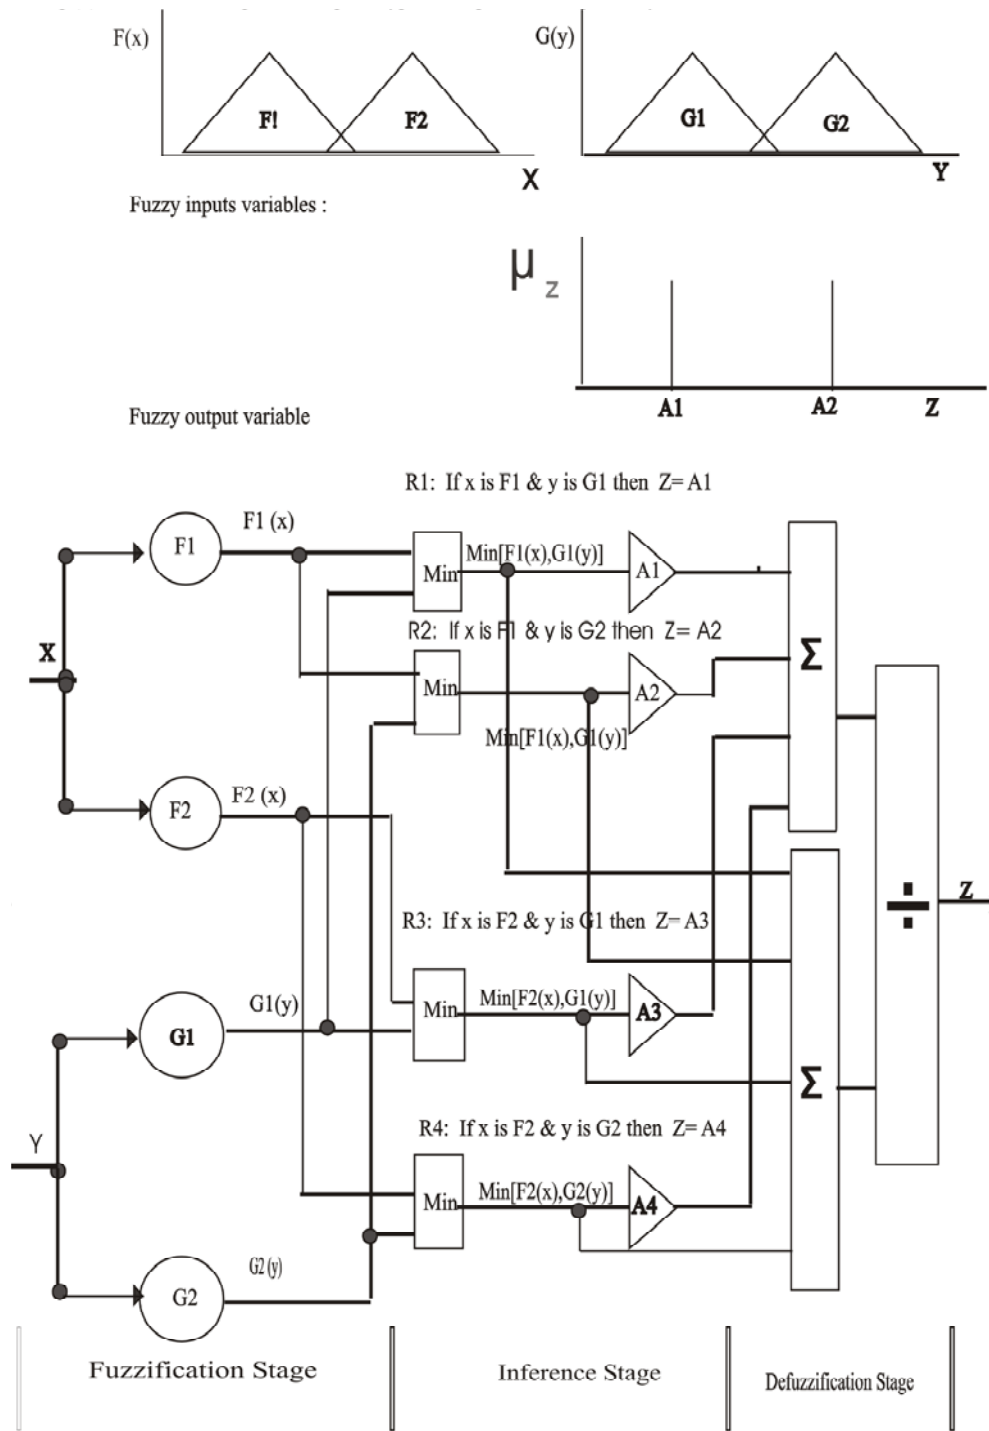 F(x)
G(y)
F!
F2
G1
G2
X
Y
Fuzzy inputs variables :
μ z
A1
A2
Z
Fuzzy output variable
R1: If x is F1 & y is G1 then Z= A1
F1 (x)
F1
Min
Min[F1(x),G1(y)]
A1
R2: If x is F1 & y is G2 then Z= A2
X
Σ
Min
A2
Min[F1(x),G1(y)]
F2 (x)
F2
÷
Z
R3: If x is F2 & y is G1 then Z= A3
G1(y)
G1
Min
Min[F2(x),G1(y)]
A3
Σ
R4: If x is F2 & y is G2 then Z= A4
Y
Min
Min[F2(x),G2(y)]
A4
G2 (y)
G2
Fuzzification Stage
Inference Stage
Defuzzification Stage